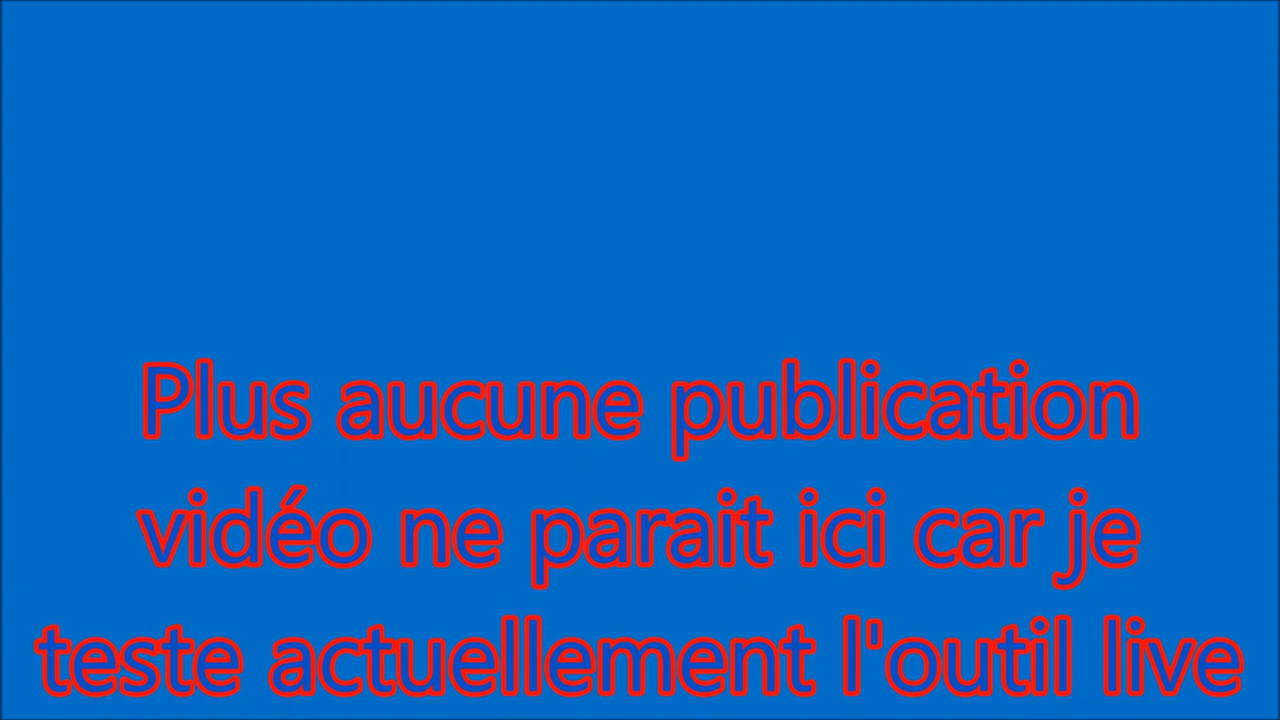 Plus aucune publication
vidéo ne parait ici car je
teste actuellement l'outil live